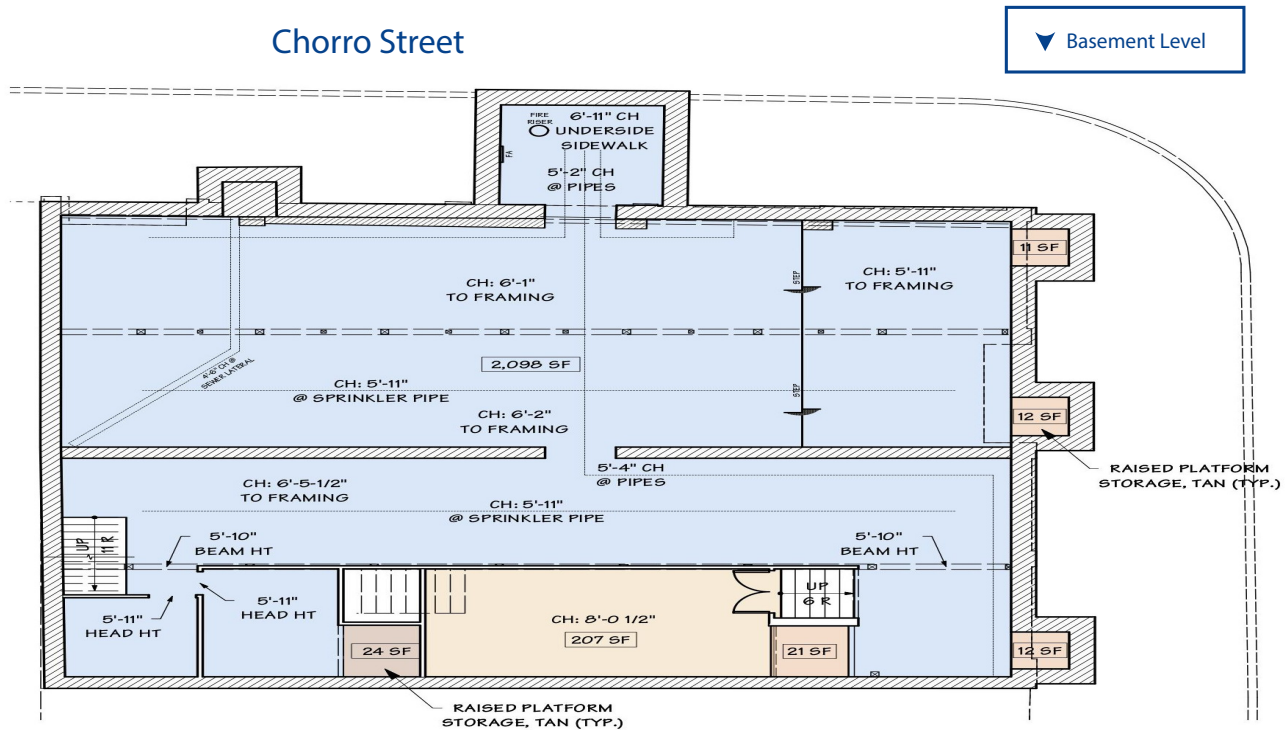 Chorro Street
Basement Level
FIRE
RISER
6'-11" CH
UNDERSIDE
SIDEWALK
FA
5'-2" CH
@ PIPES
11 SF
CH: 6'-1"
TO FRAMING
STEP
CH: 5'-11"
TO FRAMING
4'-8" CH @
SEWER LATERAL
2,098 SF
CH: 5'-11"
@ SPRINKLER PIPE
STEP
CH: 6'-2"
TO FRAMING
12 SF
RAISED PLATFORM
STORAGE, TAN (TYP.)
5'-4" CH
@ PIPES
CH: 6'-5-1/2"
TO FRAMING
CH: 5'-11"
@ SPRINKLER PIPE
UP
11 R
5'-10"
BEAM HT
5'-10"
BEAM HT
5'-11"
HEAD HT
5'-11"
HEAD HT
UP
6 R
CH: 8'-0 1/2"
207 SF
24 SF
21 SF
12 SF
RAISED PLATFORM
STORAGE, TAN (TYP.)